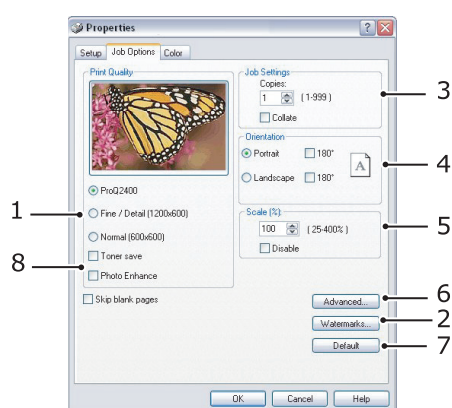 Properties
Setup Job Options Color
Print Quality
ProQ2400
Fine / Detail (1200x600)
Normal (600x600)
Toner save
Photo Enhance
Skip blank pages
Job Settings
Copies:
1 (1-999)
Collate
Orientation
Portrait 180°
Landscape 180°
A
Scale (%):
100 (25-400%)
Disable
Advanced...
Watermarks...
Default
OK Cancel Help
1
8
3
4
5
6
2
7